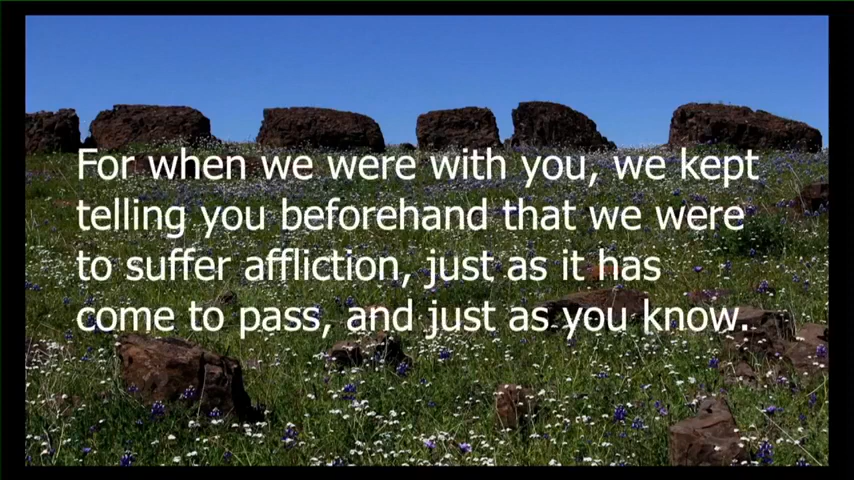 For when we were with you, we kept
telling you beforehand that we were
to suffer affliction, just as it has
come to pass, and just as you know.